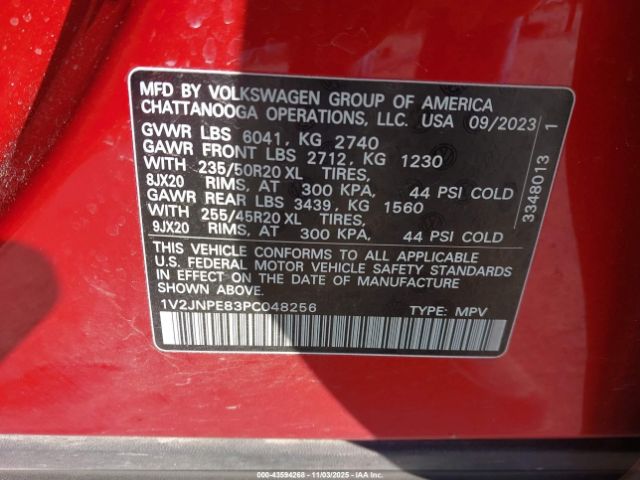 MFD BY VOLKSWAGEN GROUP OF AMERICA
CHATTANOOGA OPERATIONS, LLC. USA 09/2023
GVWR LBS 6041, KG 2740
GAWR FRONT LBS 2712, KG 1230
WITH 235/50R20 XL TIRES,
8JX20 RIMS, AT 300 KPA, 44 PSI COLD
GAWR REAR LBS 3439, KG 1560
WITH 255/45R20 XL TIRES,
9JX20 RIMS, AT 300 KPA, 44 PSI COLD
THIS VEHICLE CONFORMS TO ALL APPLICABLE
U.S. FEDERAL MOTOR VEHICLE SAFETY STANDARDS
IN EFFECT ON THE DATE OF MANUFACTURE
SHOWN ABOVE.
1V2JNPE83PC048256 TYPE: MPV
3348013 1
000-43594268 - 11/03/2025 - IAA Inc.